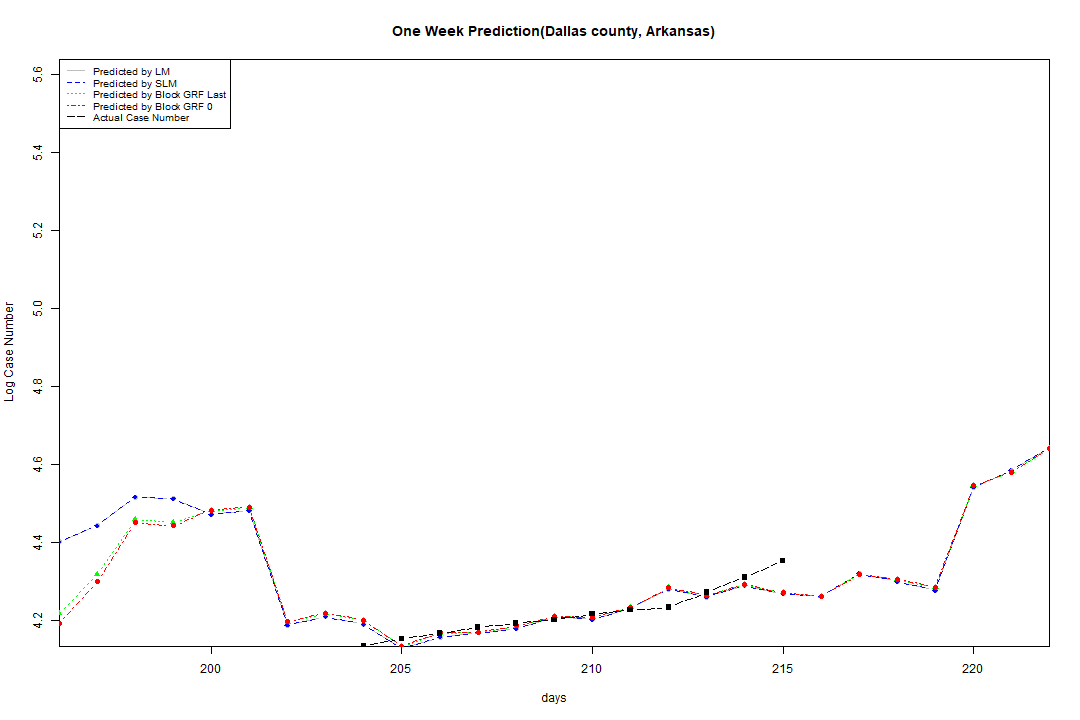 One Week Prediction(Dallas county, Arkansas)
Predicted by LM
Predicted by SLM
Predicted by Block GRF Last
Predicted by Block GRF 0
Actual Case Number
5.6
5.4
5.2
5.0
4.8
4.6
4.4
4.2
Log Case Number
200 205 210 215 220
days